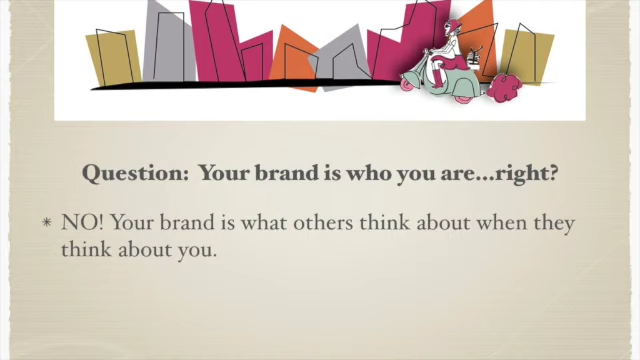 Question: Your brand is who you are...right?
* NO! Your brand is what others think about when they
think about you.